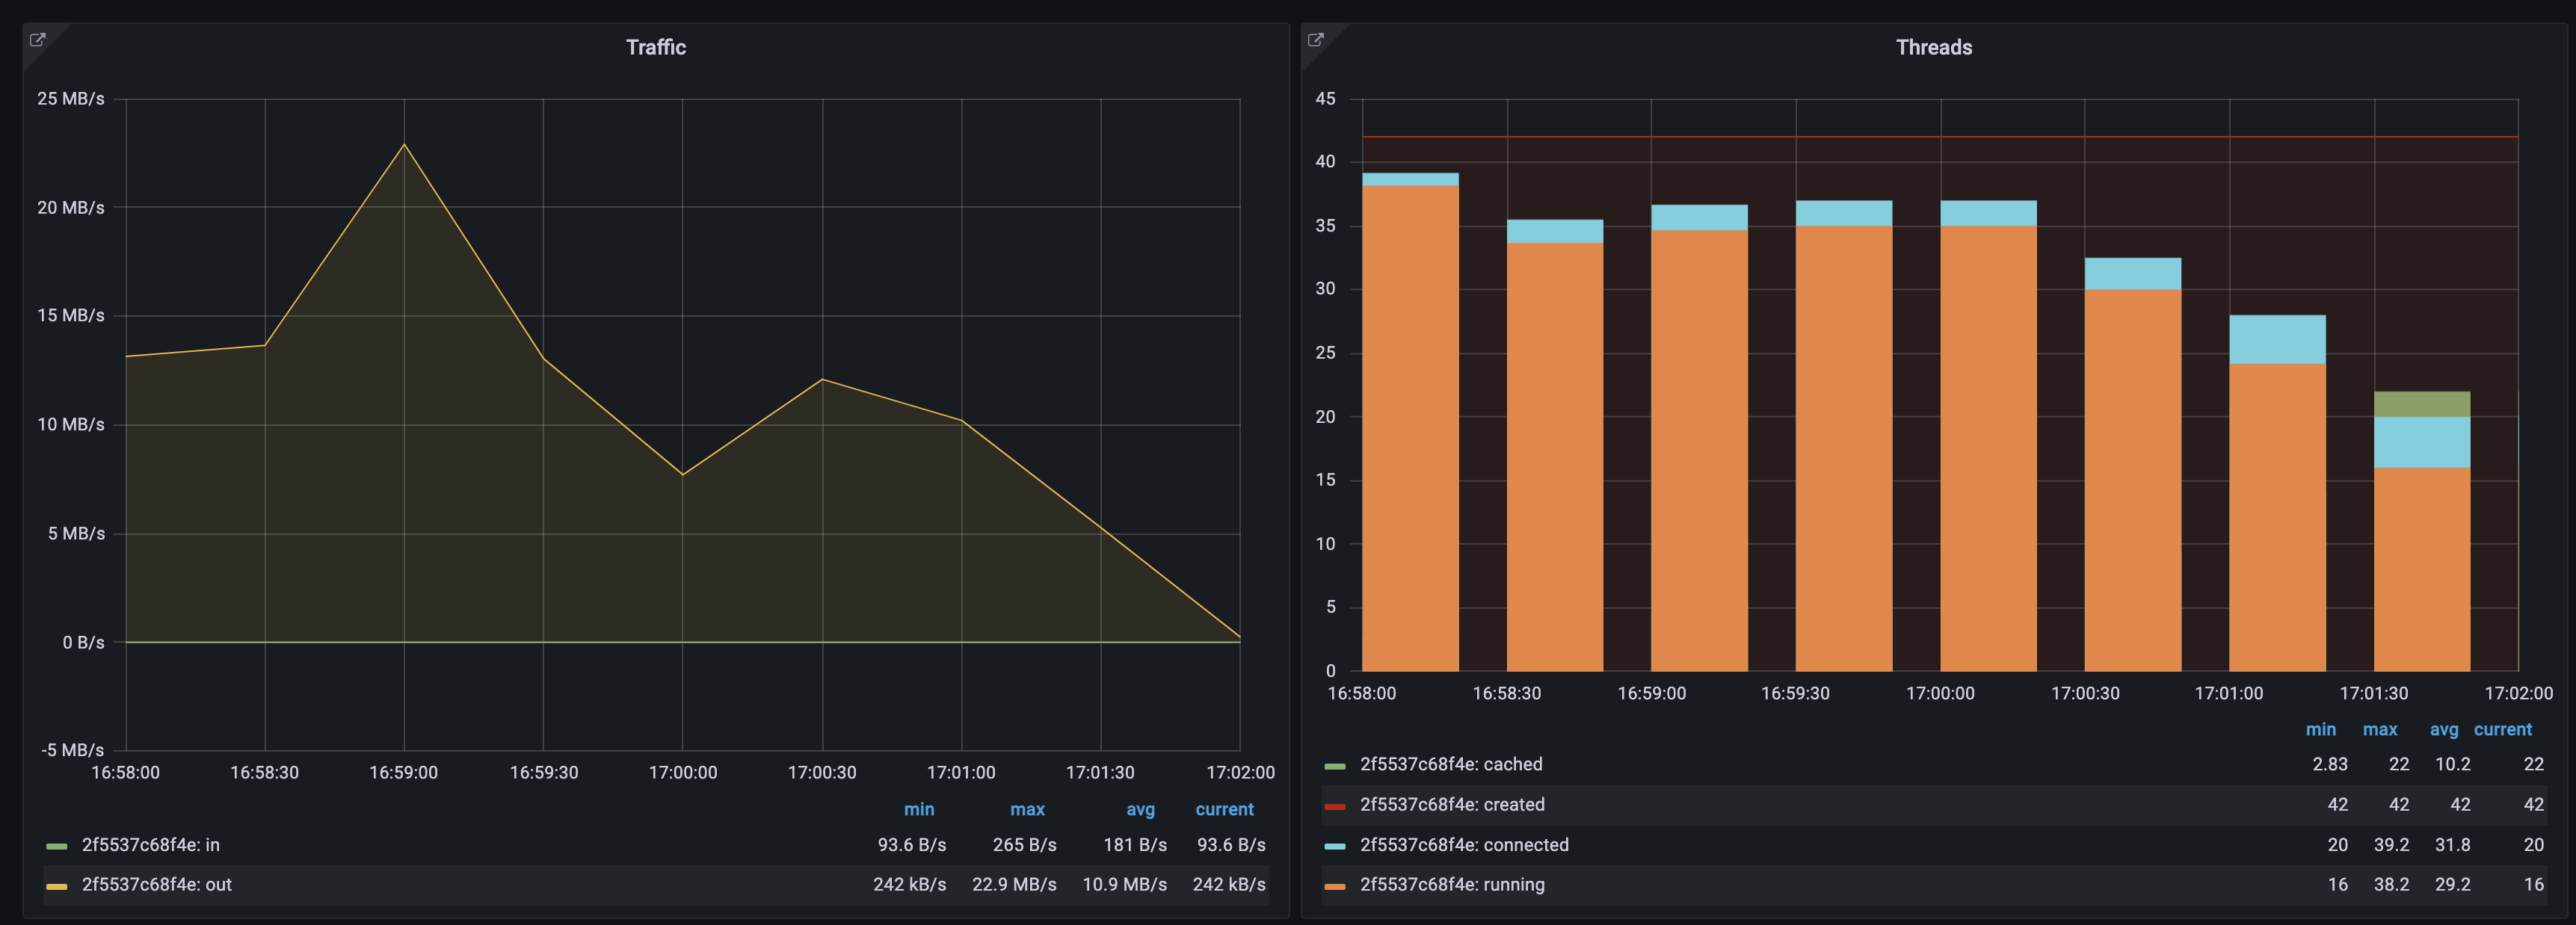 Traffic
25 MB/s
20 MB/s
15 MB/s
10 MB/s
5 MB/s
0 B/s
-5 MB/s
16:58:00 16:58:30 16:59:00 16:59:30 17:00:00 17:00:30 17:01:00 17:01:30 17:02:00
min max avg current
2f5537c68f4e: in 93.6 B/s 265 B/s 181 B/s 93.6 B/s
2f5537c68f4e: out 242 kB/s 22.9 MB/s 10.9 MB/s 242 kB/s
Threads
45
40
35
30
25
20
15
10
5
0
16:58:00 16:58:30 16:59:00 16:59:30 17:00:00 17:00:30 17:01:00 17:01:30 17:02:00
min max avg current
2f5537c68f4e: cached 2.83 22 10.2 22
2f5537c68f4e: created 42 42 42 42
2f5537c68f4e: connected 20 39.2 31.8 20
2f5537c68f4e: running 16 38.2 29.2 16